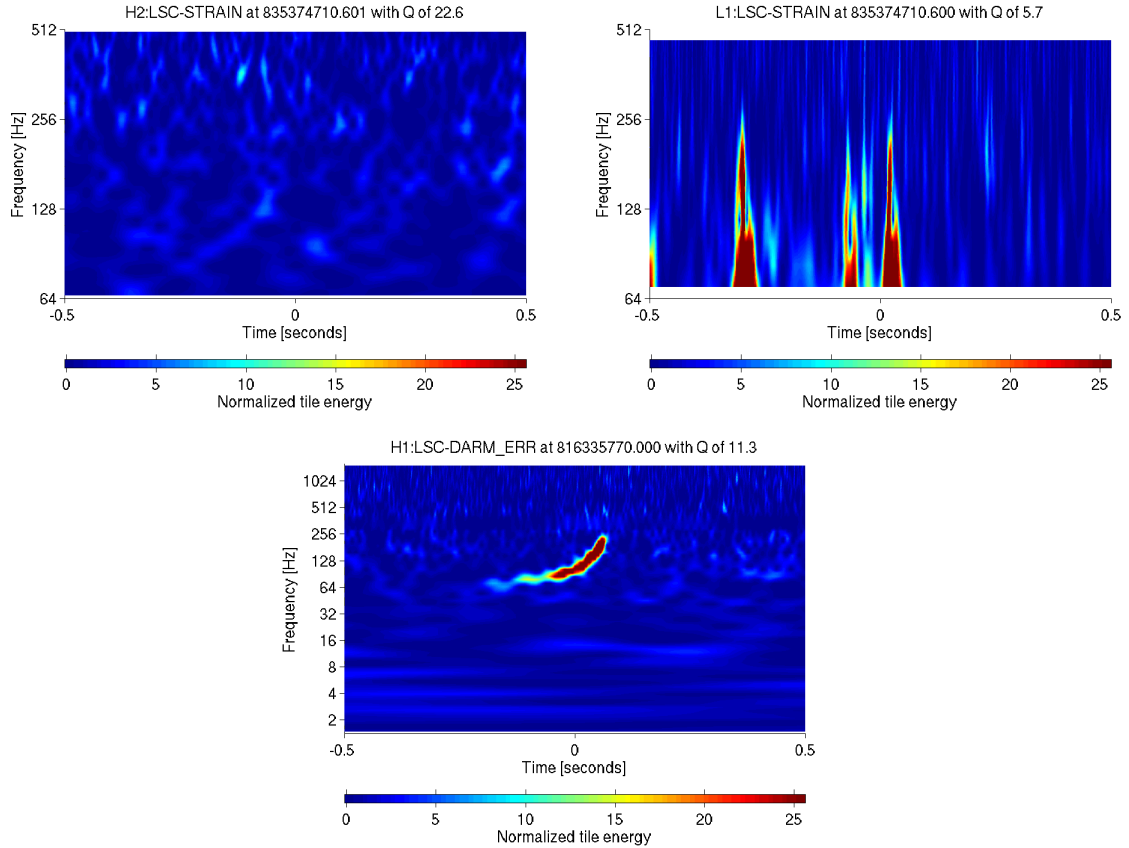 H2:LSC-STRAIN at 835374710.601 with Q of 22.6
512
256
128
64
Frequency [Hz]
-0.5 0 0.5
Time [seconds]
0 5 10 15 20 25
Normalized tile energy
L1:LSC-STRAIN at 835374710.600 with Q of 5.7
512
256
128
64
Frequency [Hz]
-0.5 0 0.5
Time [seconds]
0 5 10 15 20 25
Normalized tile energy
H1:LSC-DARM_ERR at 816335770.000 with Q of 11.3
1024
512
256
128
64
32
16
8
4
2
Frequency [Hz]
-0.5 0 0.5
Time [seconds]
0 5 10 15 20 25
Normalized tile energy